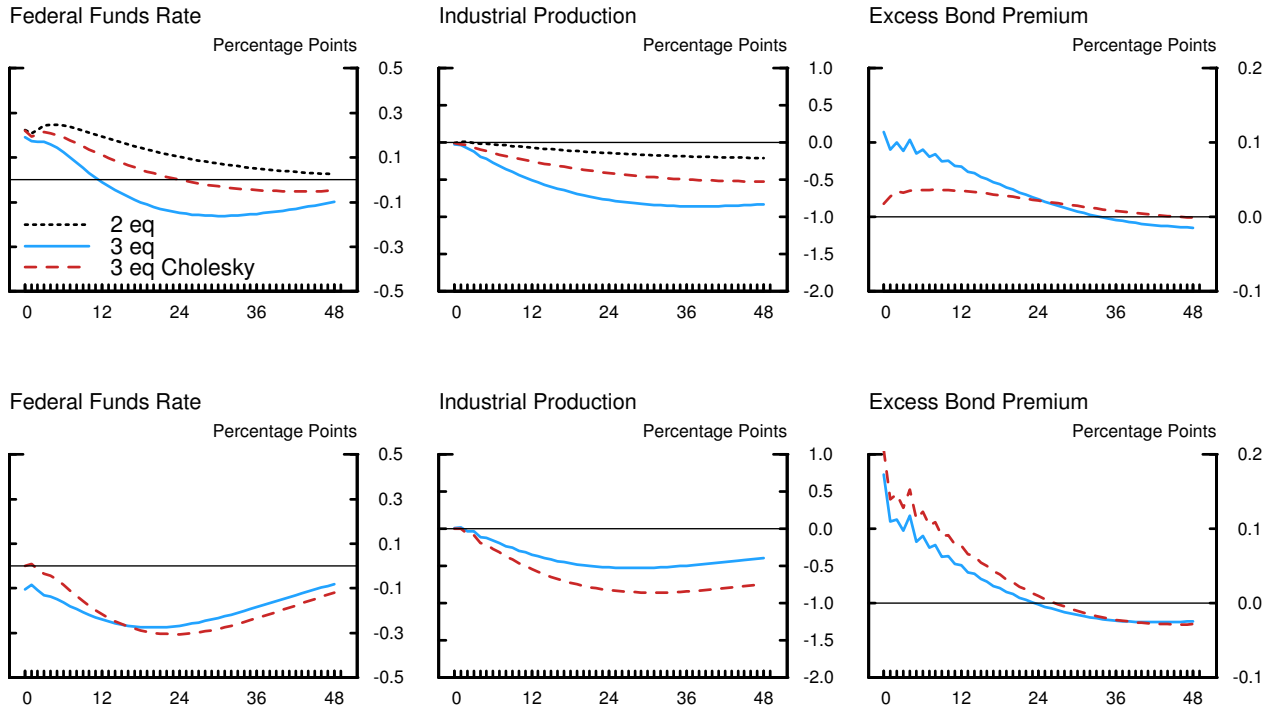 Federal Funds Rate
Industrial Production
Excess Bond Premium
Percentage Points
Percentage Points
Percentage Points
0.5
0.3
0.1
-0.1
-0.3
-0.5
1.0
0.5
0.0
-0.5
-1.0
-1.5
-2.0
0.2
0.1
0.0
-0.1
2 eq
3 eq
3 eq Cholesky
0 12 24 36 48
0 12 24 36 48
0 12 24 36 48
Federal Funds Rate
Industrial Production
Excess Bond Premium
Percentage Points
Percentage Points
Percentage Points
0.5
0.3
0.1
-0.1
-0.3
-0.5
1.0
0.5
0.0
-0.5
-1.0
-1.5
-2.0
0.2
0.1
0.0
-0.1
0 12 24 36 48
0 12 24 36 48
0 12 24 36 48